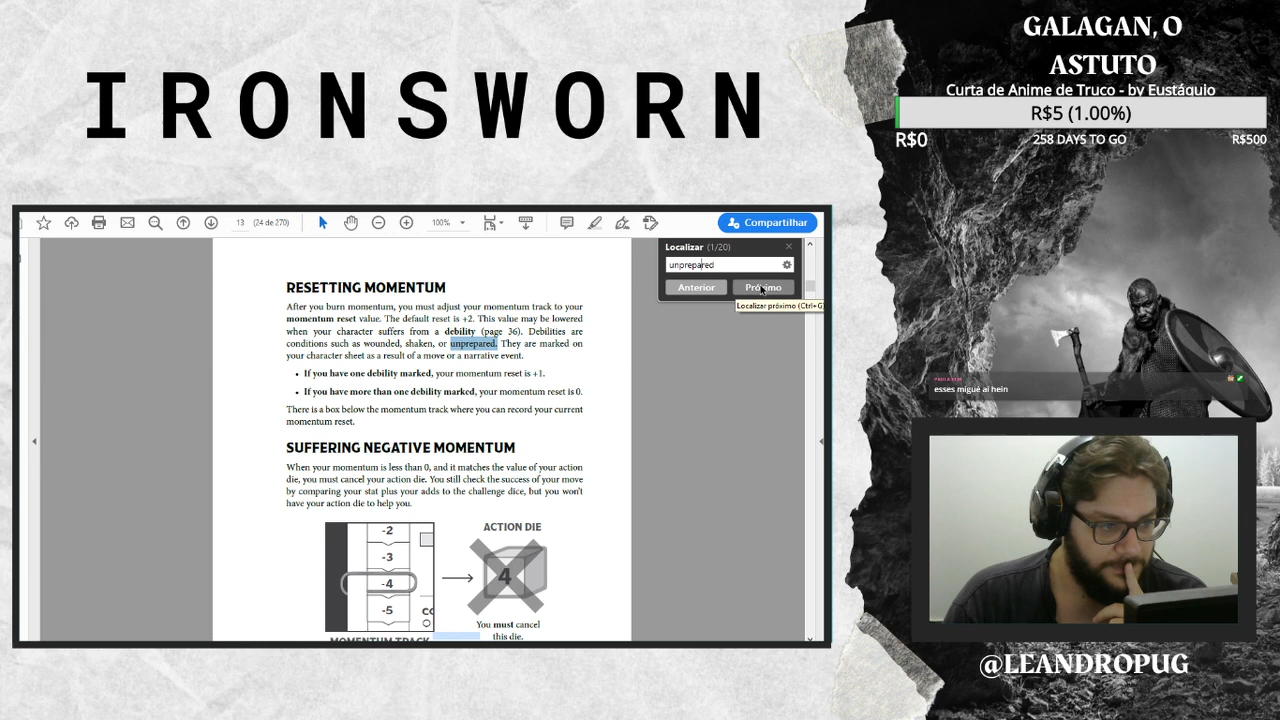 IRONSWORN
GALAGAN, O
ASTUTO
Curta de Anime de Truco - by Eustáquio
R$5 (1.00%)
R$0
258 DAYS TO GO
R$500
13
(24 de 270)
100%
Compartilhar
Localizar (1/20)
unprepared
Anterior
Próximo
Localizar próximo (Ctrl+G
RESETTING MOMENTUM
After you burn momentum, you must adjust your momentum track to your
momentum reset value. The default reset is +2. This value may be lowered
when your character suffers from a debility (page 36). Debilities are
conditions such as wounded, shaken, or unprepared. They are marked on
your character sheet as a result of a move or a narrative event.
• If you have one debility marked, your momentum reset is +1.
• If you have more than one debility marked, your momentum reset is 0.
There is a box below the momentum track where you can record your current
momentum reset.
SUFFERING NEGATIVE MOMENTUM
When your momentum is less than 0, and it matches the value of your action
die, you must cancel your action die. You still check the success of your move
by comparing your stat plus your adds to the challenge dice, but you won't
have your action die to help you.
-2
-3
-4
-5
CO
ACTION DIE
4
You must cancel
this die.
MOMENTUM TRACK
esses migué aí hein
@LEANDROPUG